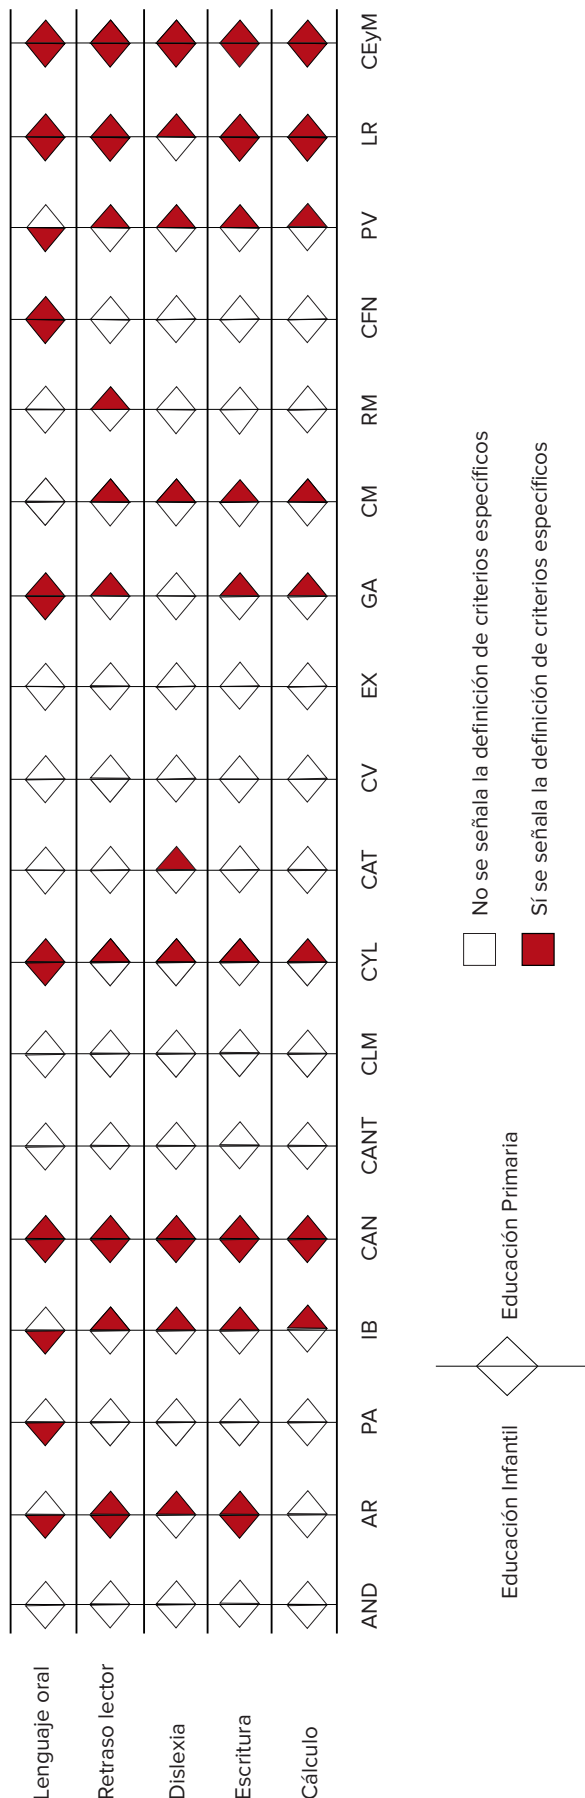 Lenguaje oral
Retraso lector
Dislexia
Escritura
Cálculo
AND
AR
PA
IB
CAN
CANT
CLM
CYL
CAT
CV
EX
GA
CM
RM
CFN
PV
LR
CEyM
Educación Infantil
Educación Primaria
No se señala la definición de criterios específicos
Sí se señala la definición de criterios específicos